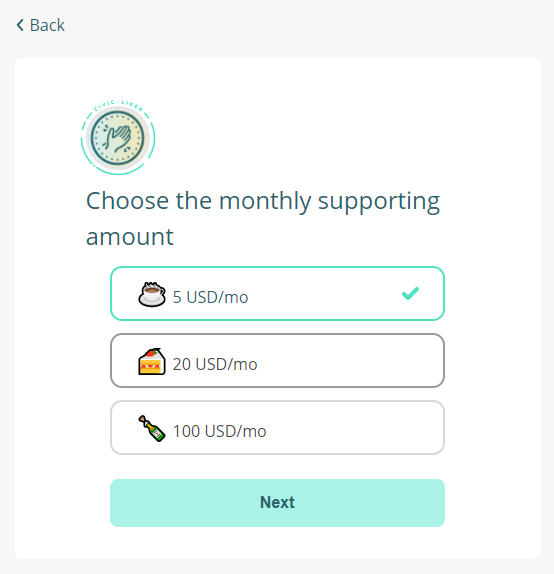 Back
CIVIC·LIKER
Choose the monthly supporting
amount
5 USD/mo
20 USD/mo
100 USD/mo
Next